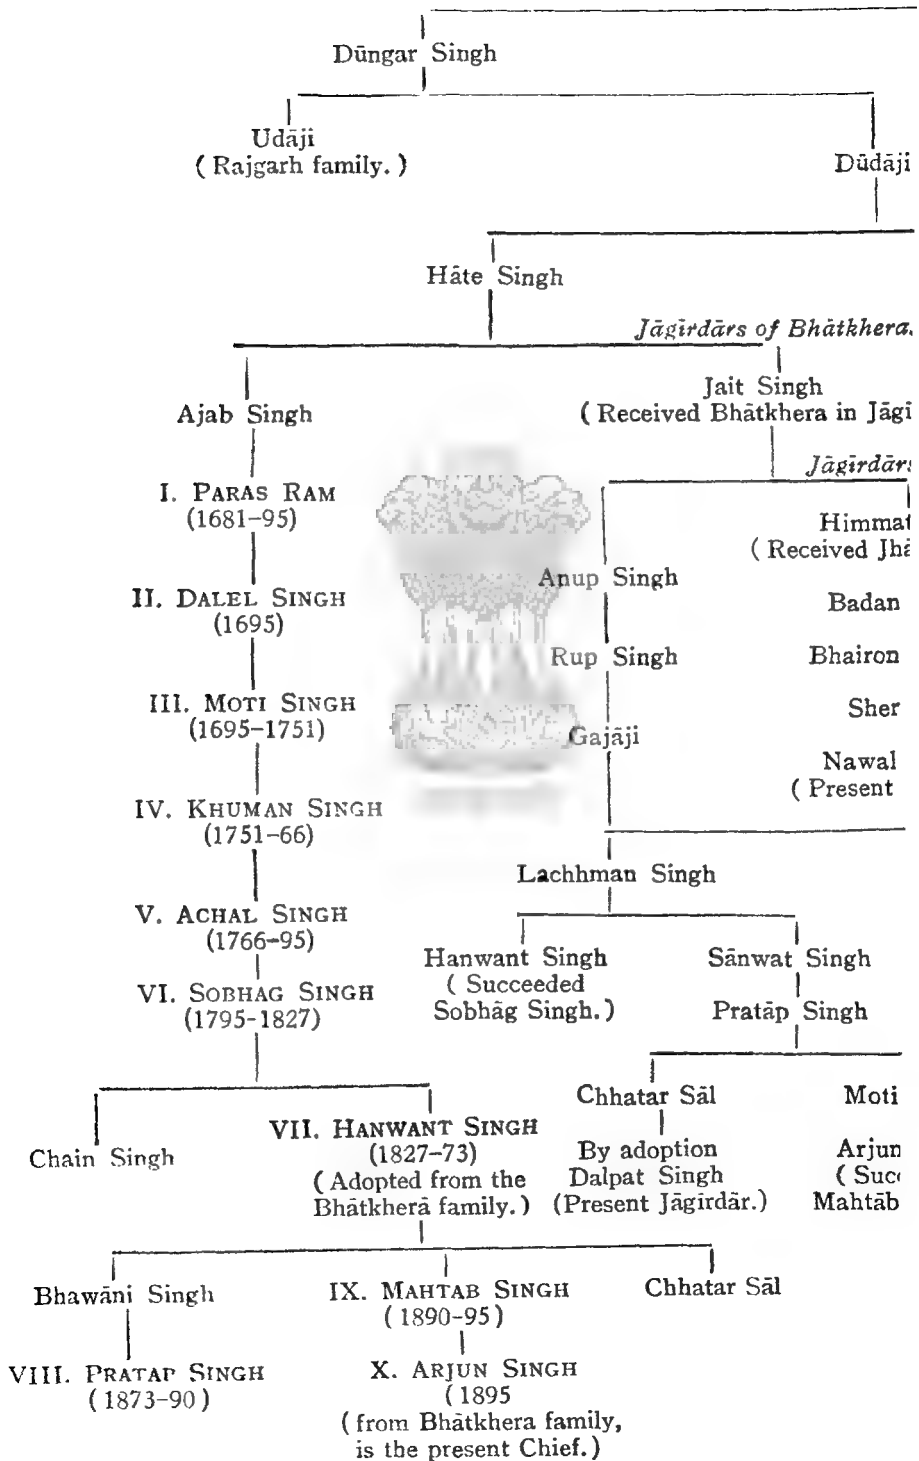 Dūngar Singh
Udāji
( Rajgarh family. )
Dūdāji
Hāte Singh
Jāgīrdārs of Bhātkhera.
Ajab Singh
Jait Singh
( Received Bhātkhera in Jāgi
Jāgīrdārs
I. PARAS RAM
(1681-95)
Himmat
( Received Jhā
Anup Singh
II. DALEL SINGH
(1695)
Badan
Rup Singh
Bhairon
III. MOTI SINGH
(1695-1751)
Sher
Gajāji
Nawal
( Present
IV. KHUMAN SINGH
(1751-66)
Lachhman Singh
V. ACHAL SINGH
(1766-95)
Hanwant Singh
( Succeeded
Sobhāg Singh. )
Sānwat Singh
VI. SOBHAG SINGH
(1795-1827)
Pratāp Singh
Chhatar Sāl
Moti
Chain Singh
VII. HANWANT SINGH
(1827-73)
( Adopted from the
Bhātkherā family. )
By adoption
Dalpat Singh
(Present Jāgīrdār.)
Arjun
( Succ
Mahtāb
Bhawāni Singh
IX. MAHTAB SINGH
(1890-95)
Chhatar Sāl
VIII. PRATAP SINGH
(1873-90)
X. ARJUN SINGH
(1895
( from Bhātkhera family,
is the present Chief. )